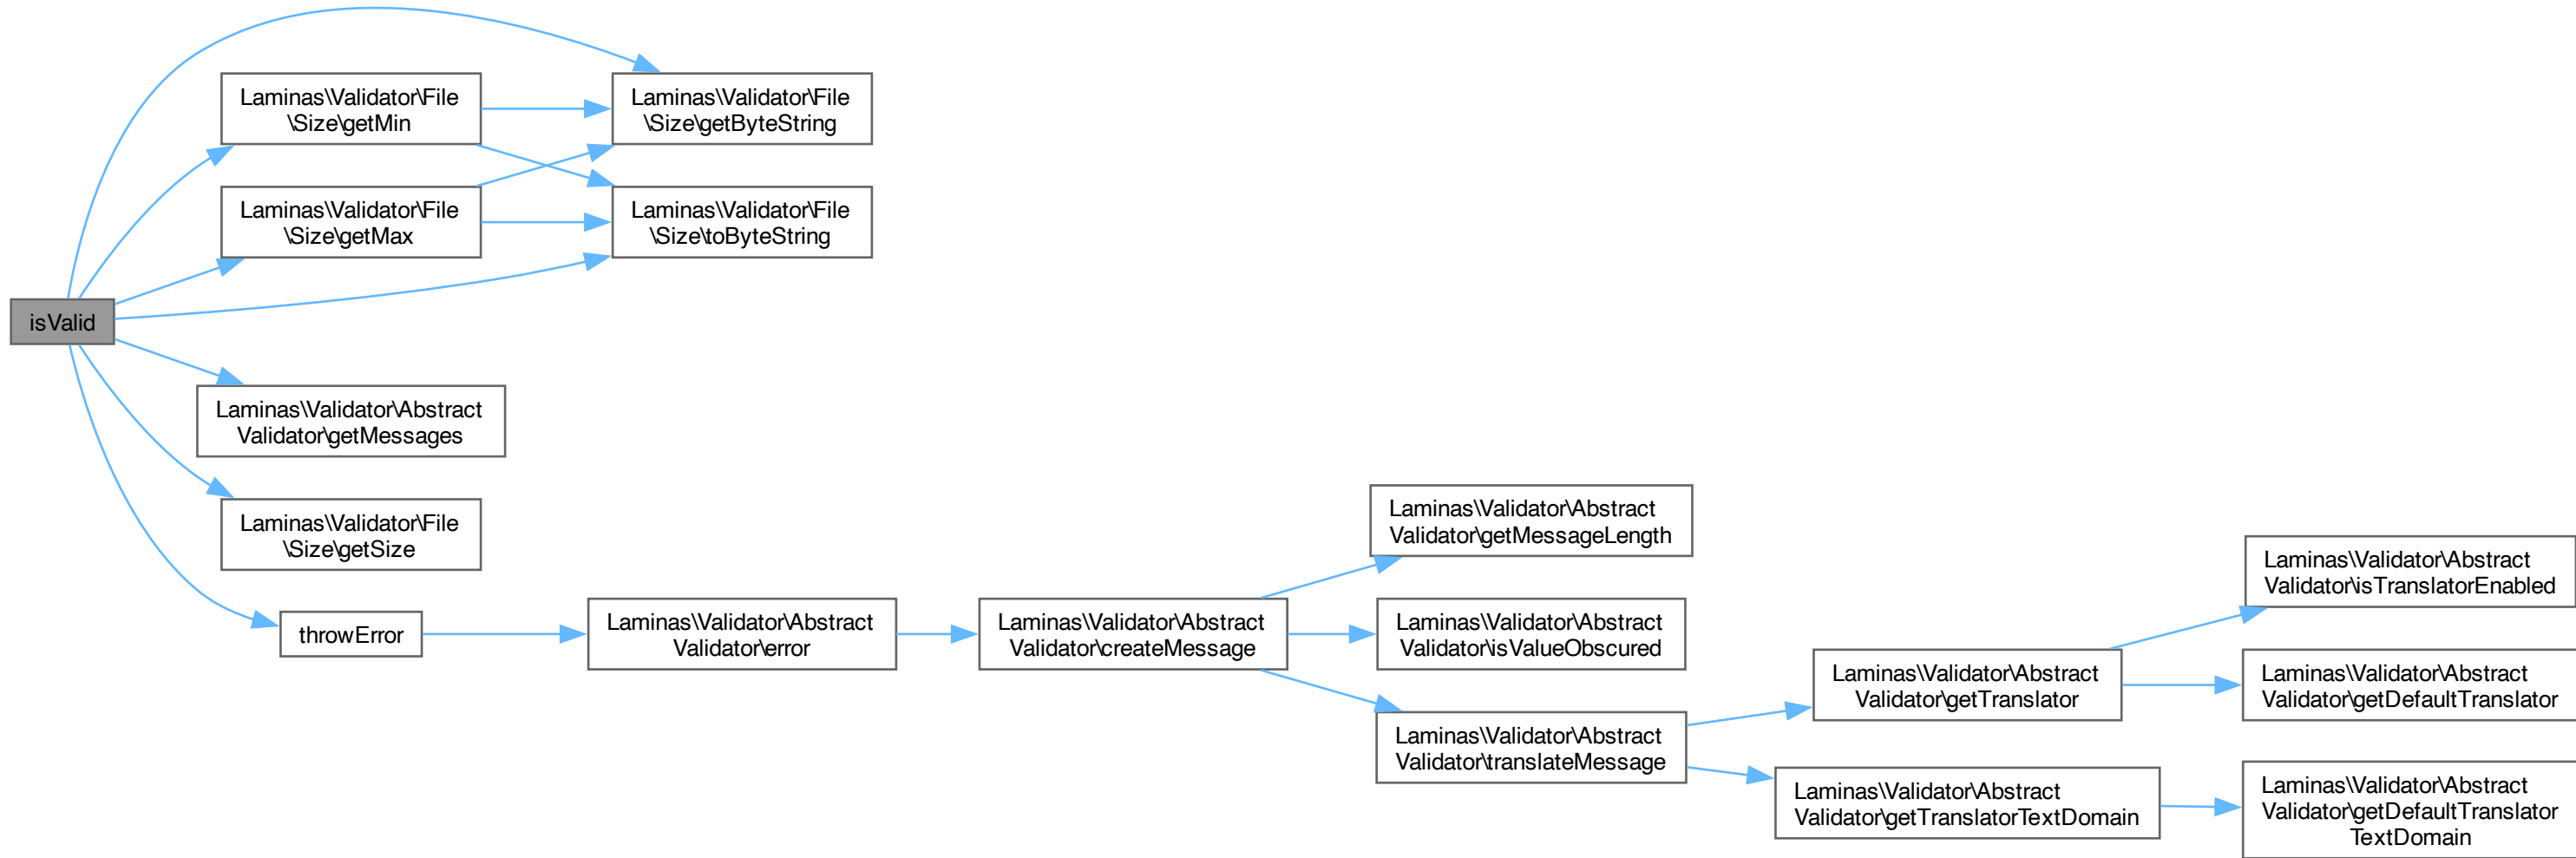 Laminas\Validator\File
\Size\getMin
Laminas\Validator\File
\Size\getByteString
Laminas\Validator\File
\Size\getMax
Laminas\Validator\File
\Size\toByteString
isValid
Laminas\Validator\Abstract
Validator\getMessages
Laminas\Validator\File
\Size\getSize
throwError
Laminas\Validator\Abstract
Validator\error
Laminas\Validator\Abstract
Validator\createMessage
Laminas\Validator\Abstract
Validator\getMessageLength
Laminas\Validator\Abstract
Validator\isValueObscured
Laminas\Validator\Abstract
Validator\translateMessage
Laminas\Validator\Abstract
Validator\getTranslator
Laminas\Validator\Abstract
Validator\getTranslatorTextDomain
Laminas\Validator\Abstract
Validator\isTranslatorEnabled
Laminas\Validator\Abstract
Validator\getDefaultTranslator
Laminas\Validator\Abstract
Validator\getDefaultTranslator
TextDomain